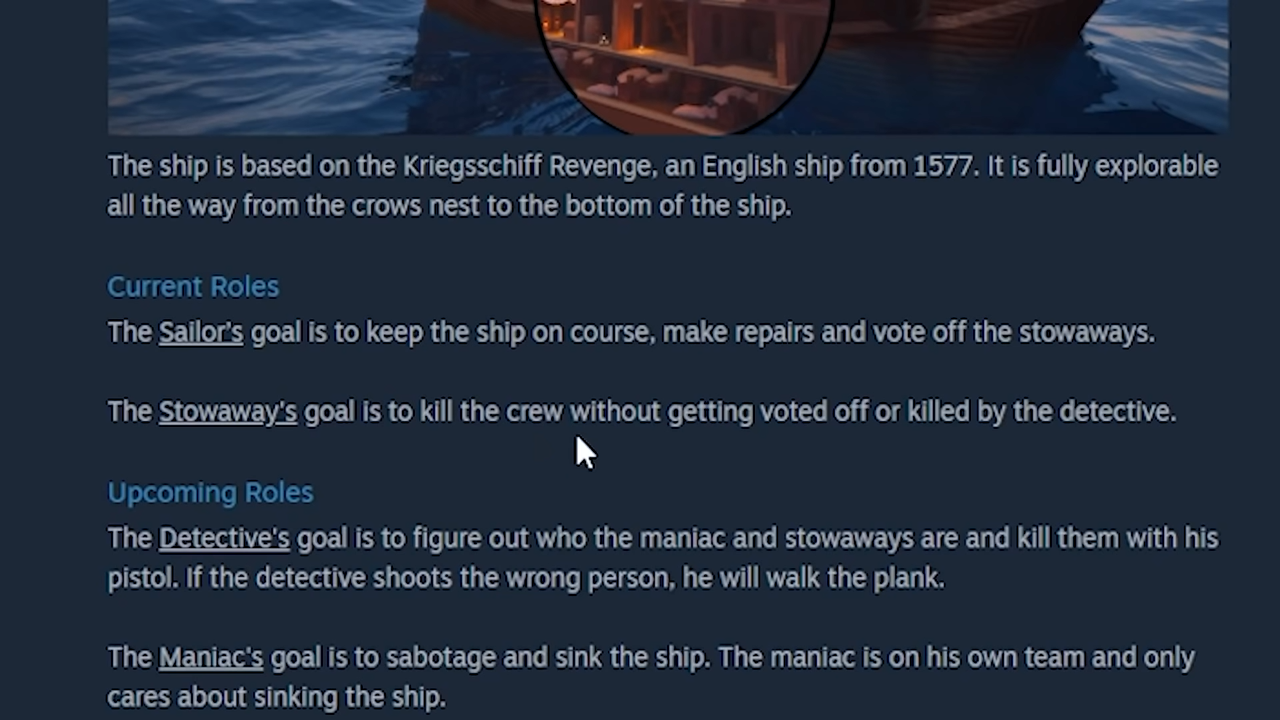 The ship is based on the Kriegsschiff Revenge, an English ship from 1577. It is fully explorable
all the way from the crows nest to the bottom of the ship.
Current Roles
The Sailor's goal is to keep the ship on course, make repairs and vote off the stowaways.
The Stowaway's goal is to kill the crew without getting voted off or killed by the detective.
Upcoming Roles
The Detective's goal is to figure out who the maniac and stowaways are and kill them with his
pistol. If the detective shoots the wrong person, he will walk the plank.
The Maniac's goal is to sabotage and sink the ship. The maniac is on his own team and only
cares about sinking the ship.